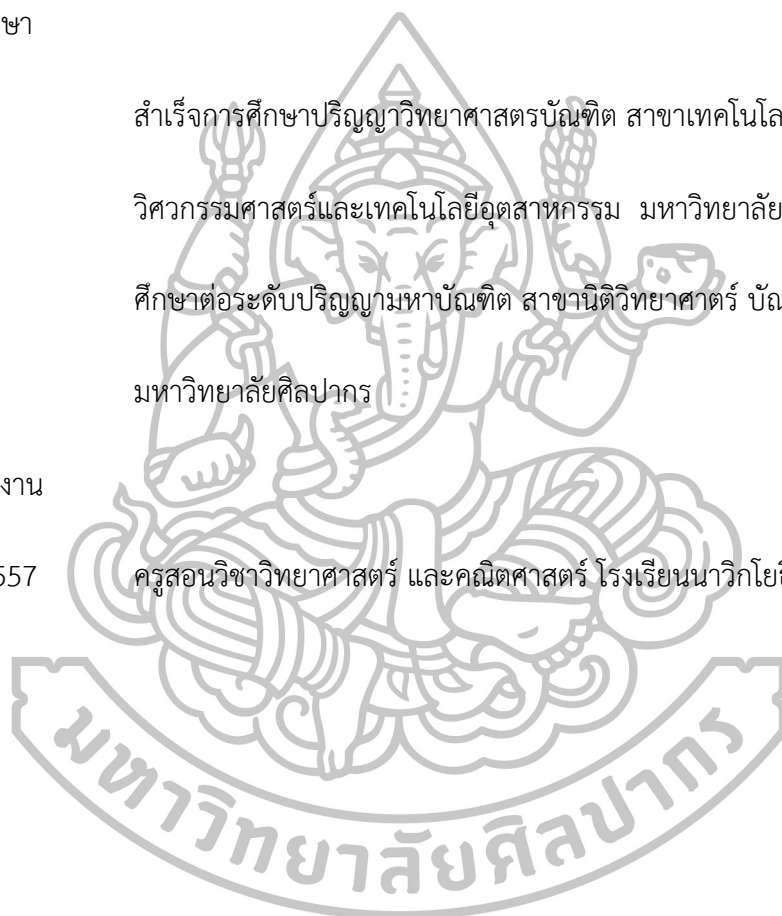 ษา
สำเร็จการศึกษาปริญญาวิทยาศาสตรบัณฑิต สาขาเทคโนโล
วิศวกรรมศาสตร์และเทคโนโลยีอุตสาหกรรม มหาวิทยาลัย
ศึกษาต่อระดับปริญญามหาบัณฑิต สาขานิติวิทยาศาตร์ บัณ
มหาวิทยาลัยศิลปากร
งาน
557 ครูสอนวิชาวิทยาศาสตร์ และคณิตศาสตร์ โรงเรียนนาวิกโยธิ
มหาวิทยาลัยศิลปากร